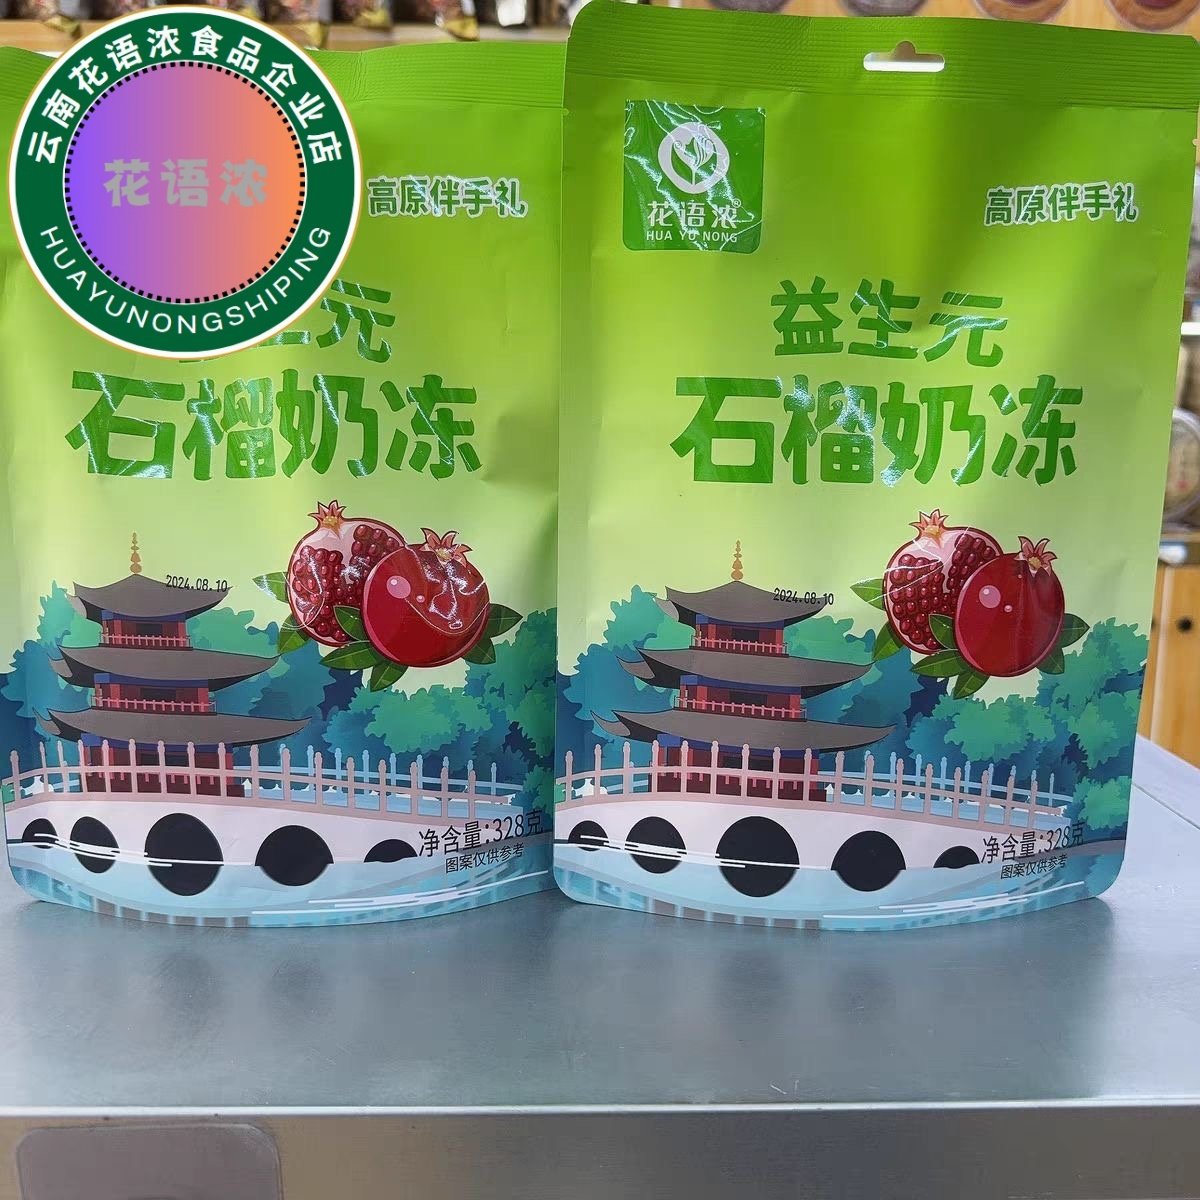 云南花语浓食品企业店
花语浓
HUAYUNONGSHIPING
高原伴手礼
生元
石榴奶冻
2024.08.10
净含量:328克
图案仅供参考
花语浓®
HUA YU NONG
高原伴手礼
益生元
石榴奶冻
2024.08.10
净含量:328克
图案仅供参考